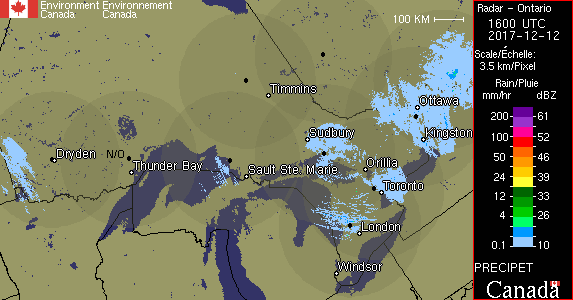 Environment Environnement
Canada Canada
100 KM
Timmins
Ottawa
Sudbury
Kingston
Dryden
N/O
Thunder Bay
Sault Ste. Marie
Orillia
Toronto
London
Windsor
Radar - Ontario
1600 UTC
2017-12-12
Scale/Échelle:
3.5 km/Pixel
Rain/Pluie
mm/hr dBZ
200 61
100 52
50 46
24 39
12 33
4 26
0.1 10
PRECIPET
Canada